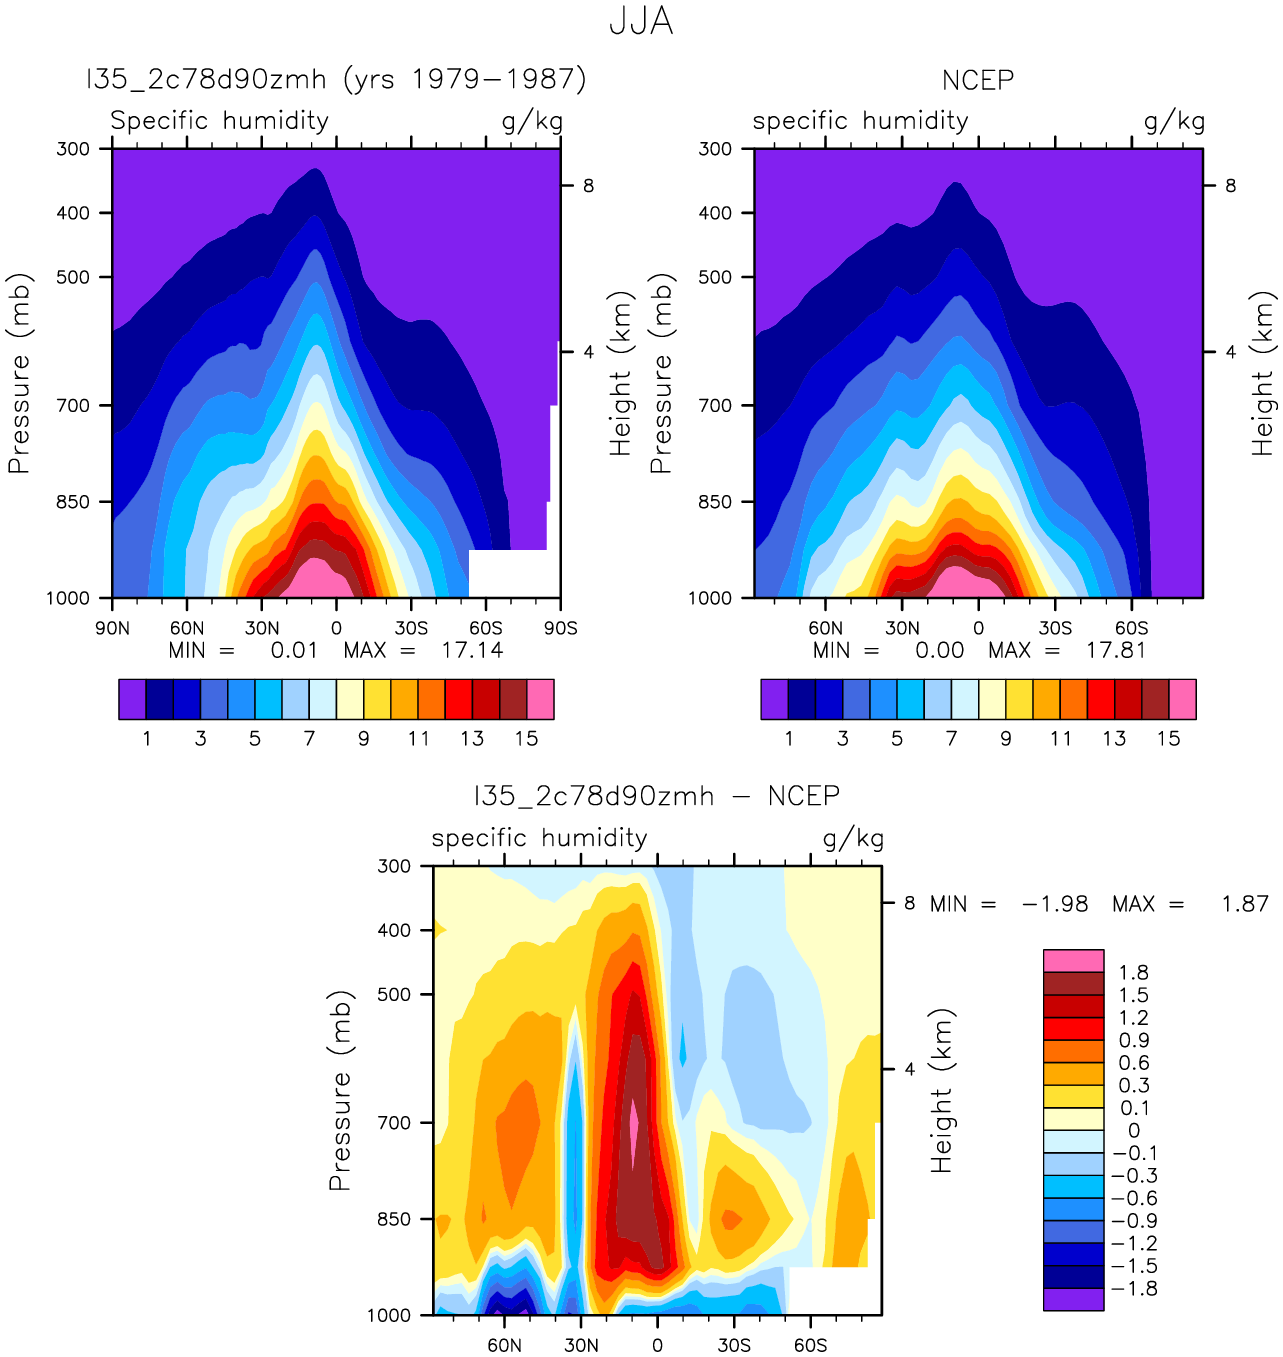 JJA
I35_2c78d90zmh (yrs 1979-1987)
Specific humidity g/kg
300
400
500
700
850
1000
Pressure (mb)
8
4
Height (km)
90N 60N 30N 0 30S 60S 90S
MIN = 0.01 MAX = 17.14
1 3 5 7 9 11 13 15
NCEP
specific humidity g/kg
300
400
500
700
850
1000
Pressure (mb)
8
4
Height (km)
60N 30N 0 30S 60S
MIN = 0.00 MAX = 17.81
1 3 5 7 9 11 13 15
I35_2c78d90zmh - NCEP
specific humidity g/kg
300
400
500
700
850
1000
Pressure (mb)
8
4
Height (km)
60N 30N 0 30S 60S
MIN = -1.98 MAX = 1.87
1.8
1.5
1.2
0.9
0.6
0.3
0.1
0
-0.1
-0.3
-0.6
-0.9
-1.2
-1.5
-1.8